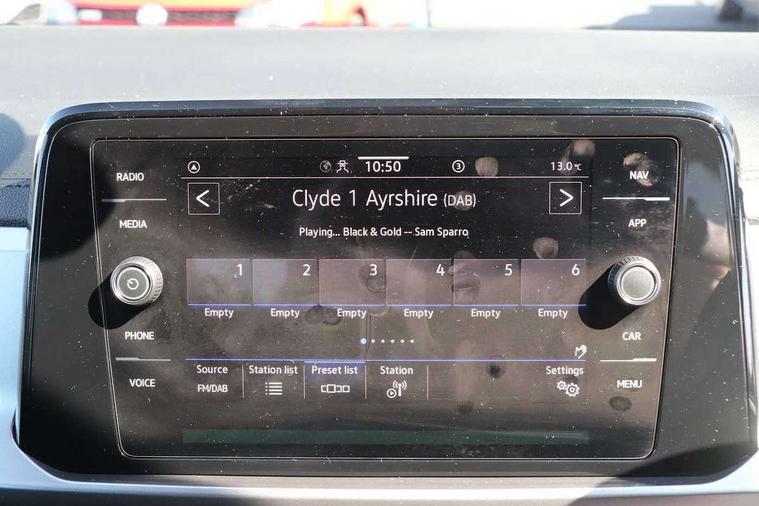 RADIO
MEDIA
PHONE
VOICE
10:50
3
13.0°C
Clyde 1 Ayrshire (DAB)
Playing... Black & Gold -- Sam Sparro
1 2 3 4 5 6
Empty Empty Empty Empty Empty Empty
Source Station list Preset list Station Settings
FM/DAB
NAV
APP
CAR
MENU